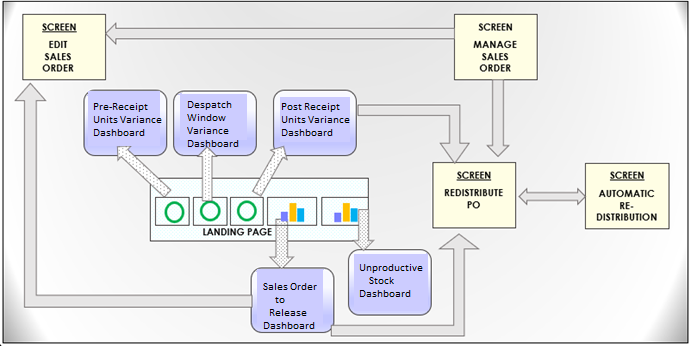 SCREEN
EDIT
SALES
ORDER
SCREEN
MANAGE
SALES
ORDER
Pre-Receipt
Units Variance
Dashboard
Despatch
Window
Variance
Dashboard
Post Receipt
Units Variance
Dashboard
SCREEN
REDISTRIBUTE
PO
SCREEN
AUTOMATIC
RE-
DISTRIBUTION
LANDING PAGE
Sales Order
to
Release
Dashboard
Unproductive
Stock
Dashboard